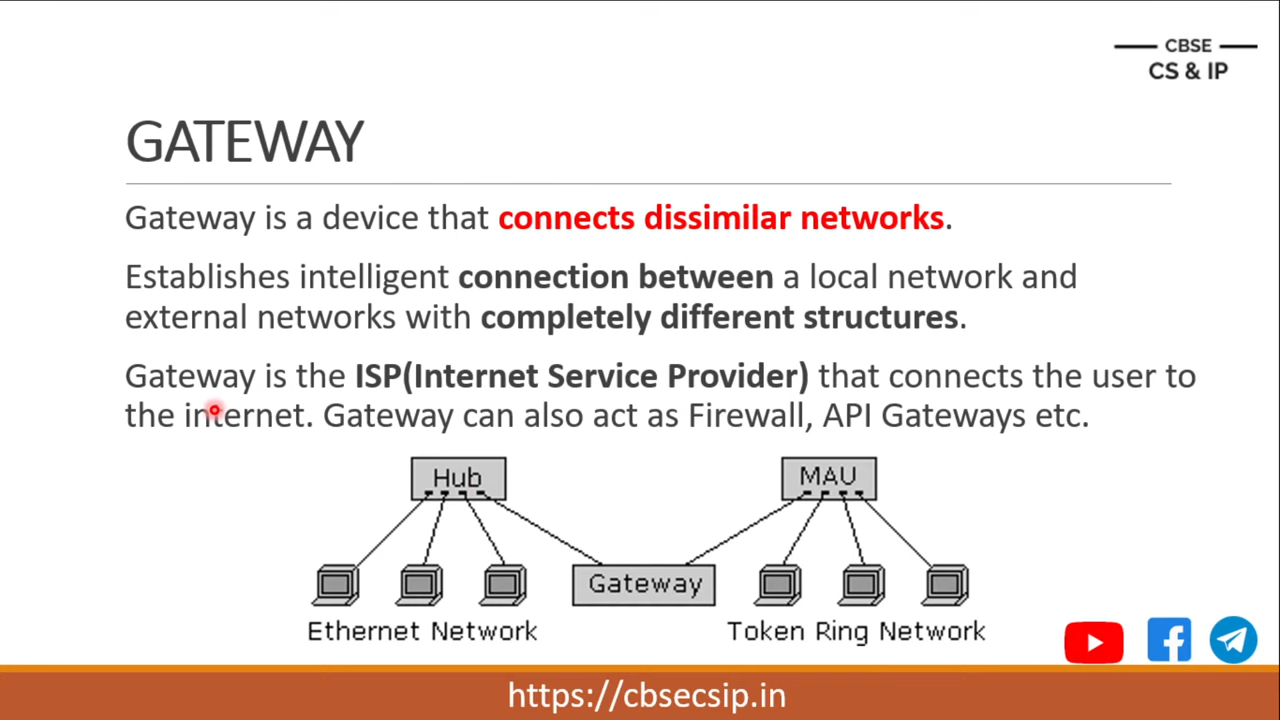 CBSE
CS & IP
GATEWAY
Gateway is a device that connects dissimilar networks.
Establishes intelligent connection between a local network and
external networks with completely different structures.
Gateway is the ISP(Internet Service Provider) that connects the user to
the internet. Gateway can also act as Firewall, API Gateways etc.
Hub
MAU
Gateway
Ethernet Network
Token Ring Network
https://cbsecsip.in